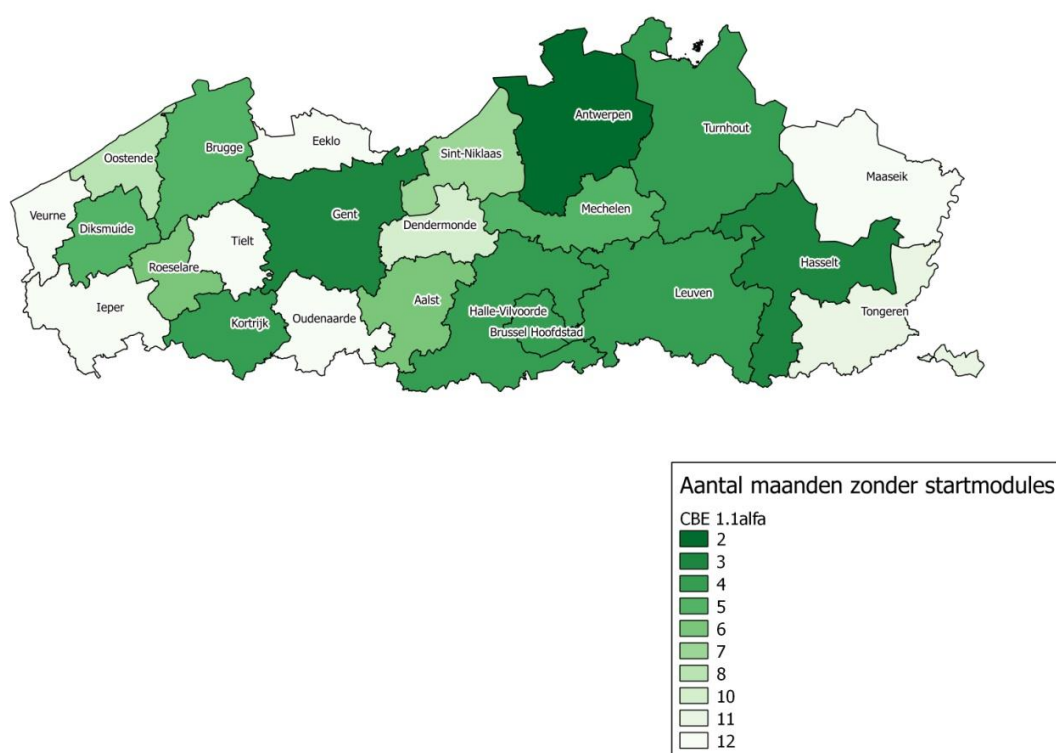 Antwerpen
Turnhout
Eeklo
Brugge
Sint-Niklaas
Oostende
Maaseik
Mechelen
Veurne
Gent
Dendermonde
Diksmuide
Tielt
Hasselt
Roeselare
Leuven
Aalst
Ieper
Halle-Vilvoorde
Tongeren
Kortrijk
Oudenaarde
Brussel Hoofdstad
Aantal maanden zonder startmodules
CBE 1.1alfa
2
3
4
5
6
7
8
10
11
12